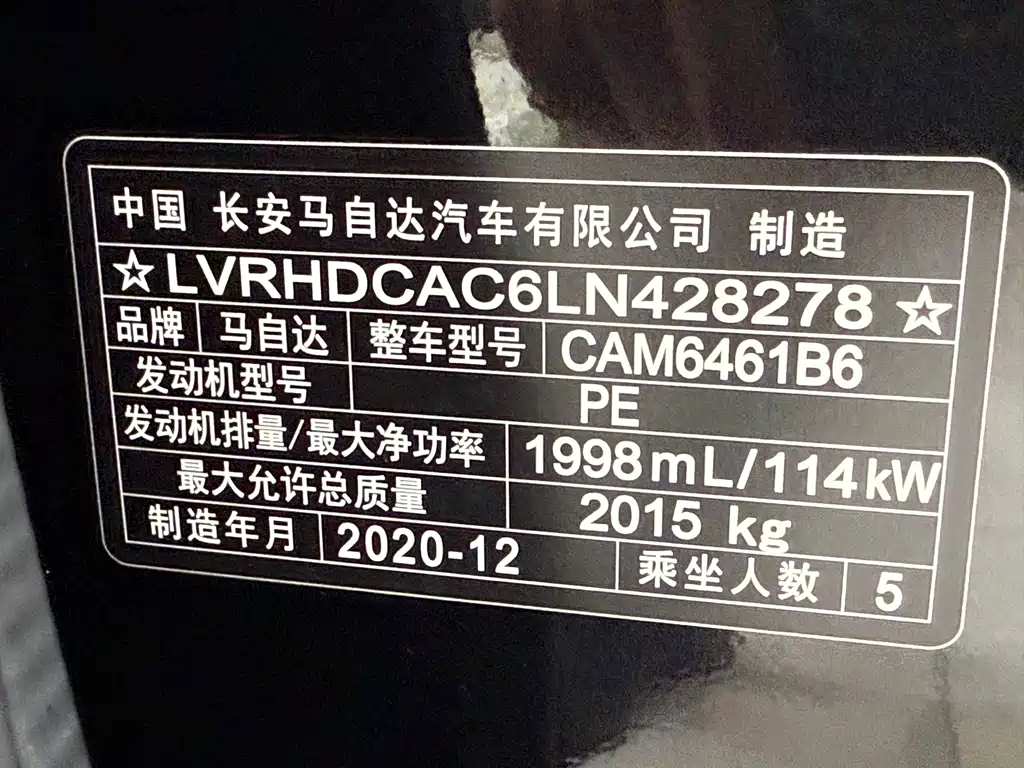 中国 长安马自达汽车有限公司 制造
☆LVRHDCAC6LN428278☆
品牌 马自达 整车型号 CAM6461B6
发动机型号 PE
发动机排量/最大净功率 1998mL/114kW
最大允许总质量 2015 kg
制造年月 2020-12 乘坐人数 5